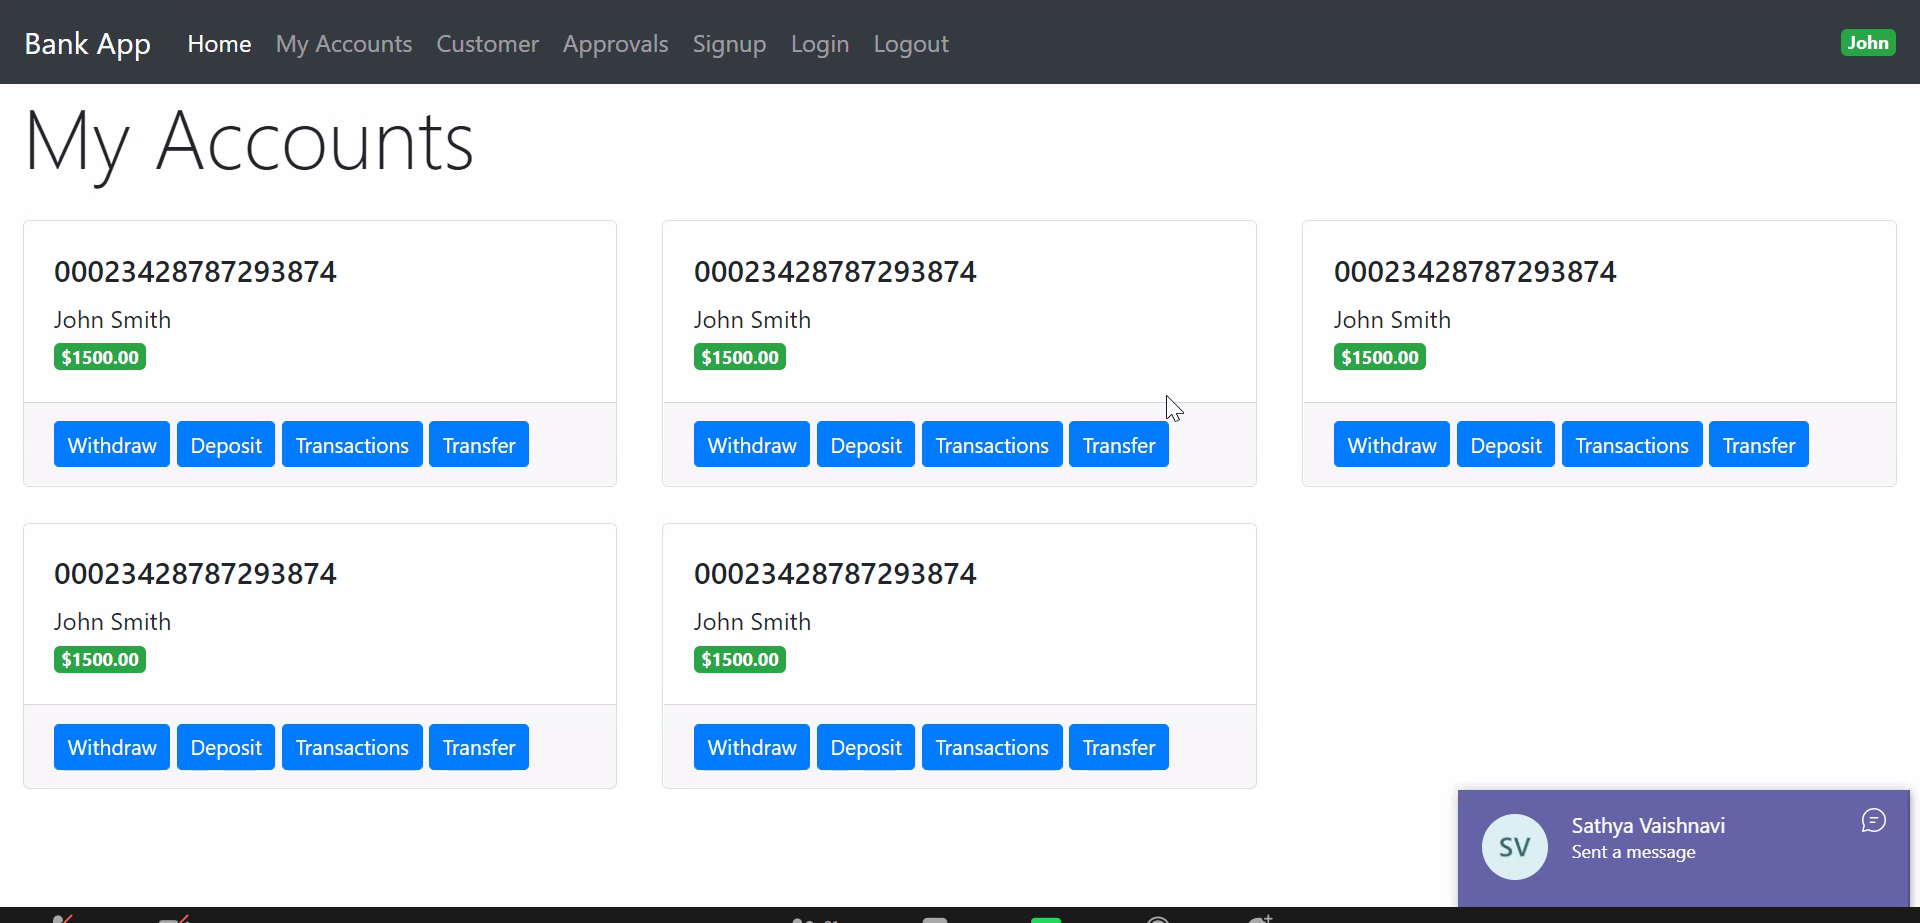 Bank App Home My Accounts Customer Approvals Signup Login Logout John
My Accounts
00023428787293874 00023428787293874 00023428787293874
John Smith John Smith John Smith
$1500.00 $1500.00 $1500.00
Withdraw Deposit Transactions Transfer Withdraw Deposit Transactions Transfer Withdraw Deposit Transactions Transfer
00023428787293874 00023428787293874
John Smith John Smith
$1500.00 $1500.00
Withdraw Deposit Transactions Transfer Withdraw Deposit Transactions Transfer
SV Sathya Vaishnavi
Sent a message